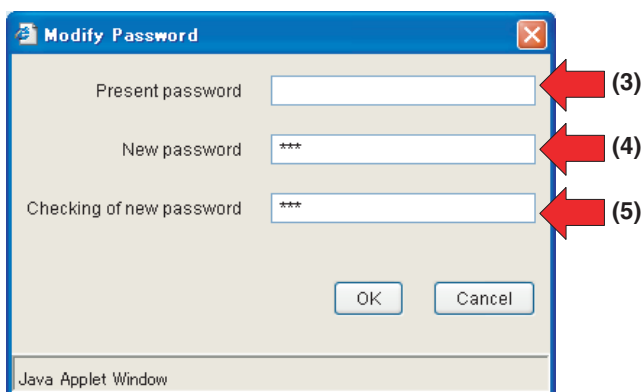 Modify Password
Present password
(3)
New password
***
(4)
Checking of new password
***
(5)
OK
Cancel
Java Applet Window